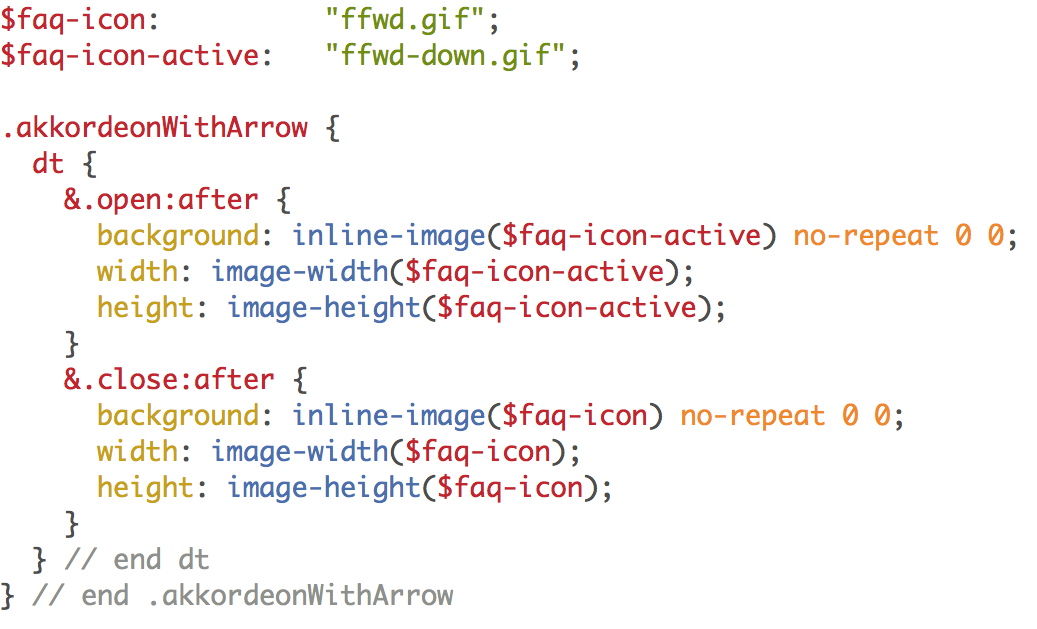 $faq-icon:          "ffwd.gif";
$faq-icon-active:   "ffwd-down.gif";

.akkordeonWithArrow {
  dt {
    &.open:after {
      background: inline-image($faq-icon-active) no-repeat 0 0;
      width: image-width($faq-icon-active);
      height: image-height($faq-icon-active);
    }
    &.close:after {
      background: inline-image($faq-icon) no-repeat 0 0;
      width: image-width($faq-icon);
      height: image-height($faq-icon);
    }
  } // end dt
} // end .akkordeonWithArrow